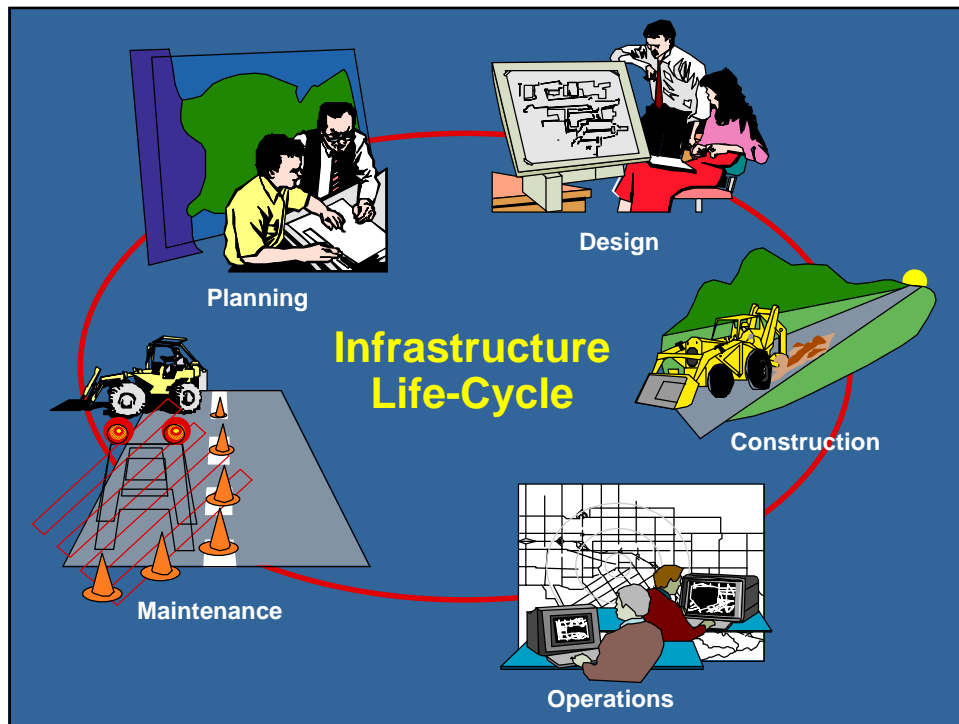 Design
Planning
Infrastructure
Life-Cycle
Construction
Maintenance
Operations